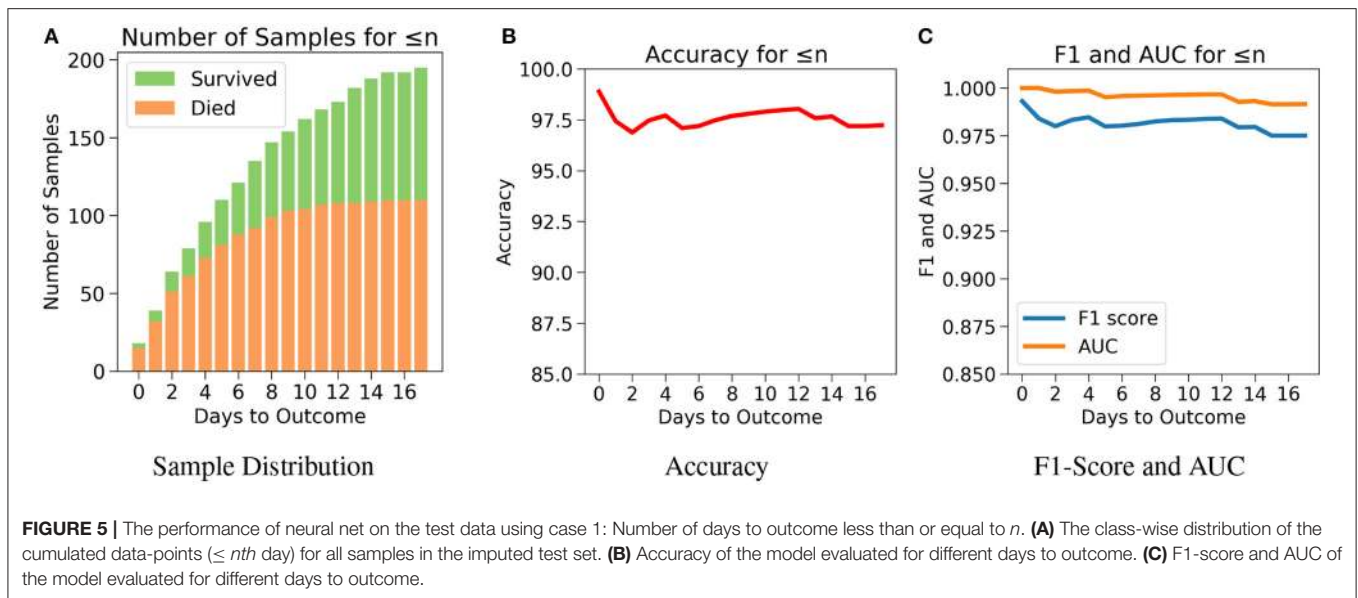 A
Number of Samples for ≤n
200
150
100
50
0
Number of Samples
Survived
Died
0 2 4 6 8 10 12 14 16
Days to Outcome
Sample Distribution
B
Accuracy for ≤n
100.0
97.5
95.0
92.5
90.0
87.5
85.0
Accuracy
0 2 4 6 8 10 12 14 16
Days to Outcome
Accuracy
C
F1 and AUC for ≤n
1.000
0.975
0.950
0.925
0.900
0.875
0.850
F1 and AUC
F1 score
AUC
0 2 4 6 8 10 12 14 16
Days to Outcome
F1-Score and AUC
FIGURE 5 | The performance of neural net on the test data using case 1: Number of days to outcome less than or equal to n. (A) The class-wise distribution of the
cumulated data-points (≤ nth day) for all samples in the imputed test set. (B) Accuracy of the model evaluated for different days to outcome. (C) F1-score and AUC of
the model evaluated for different days to outcome.